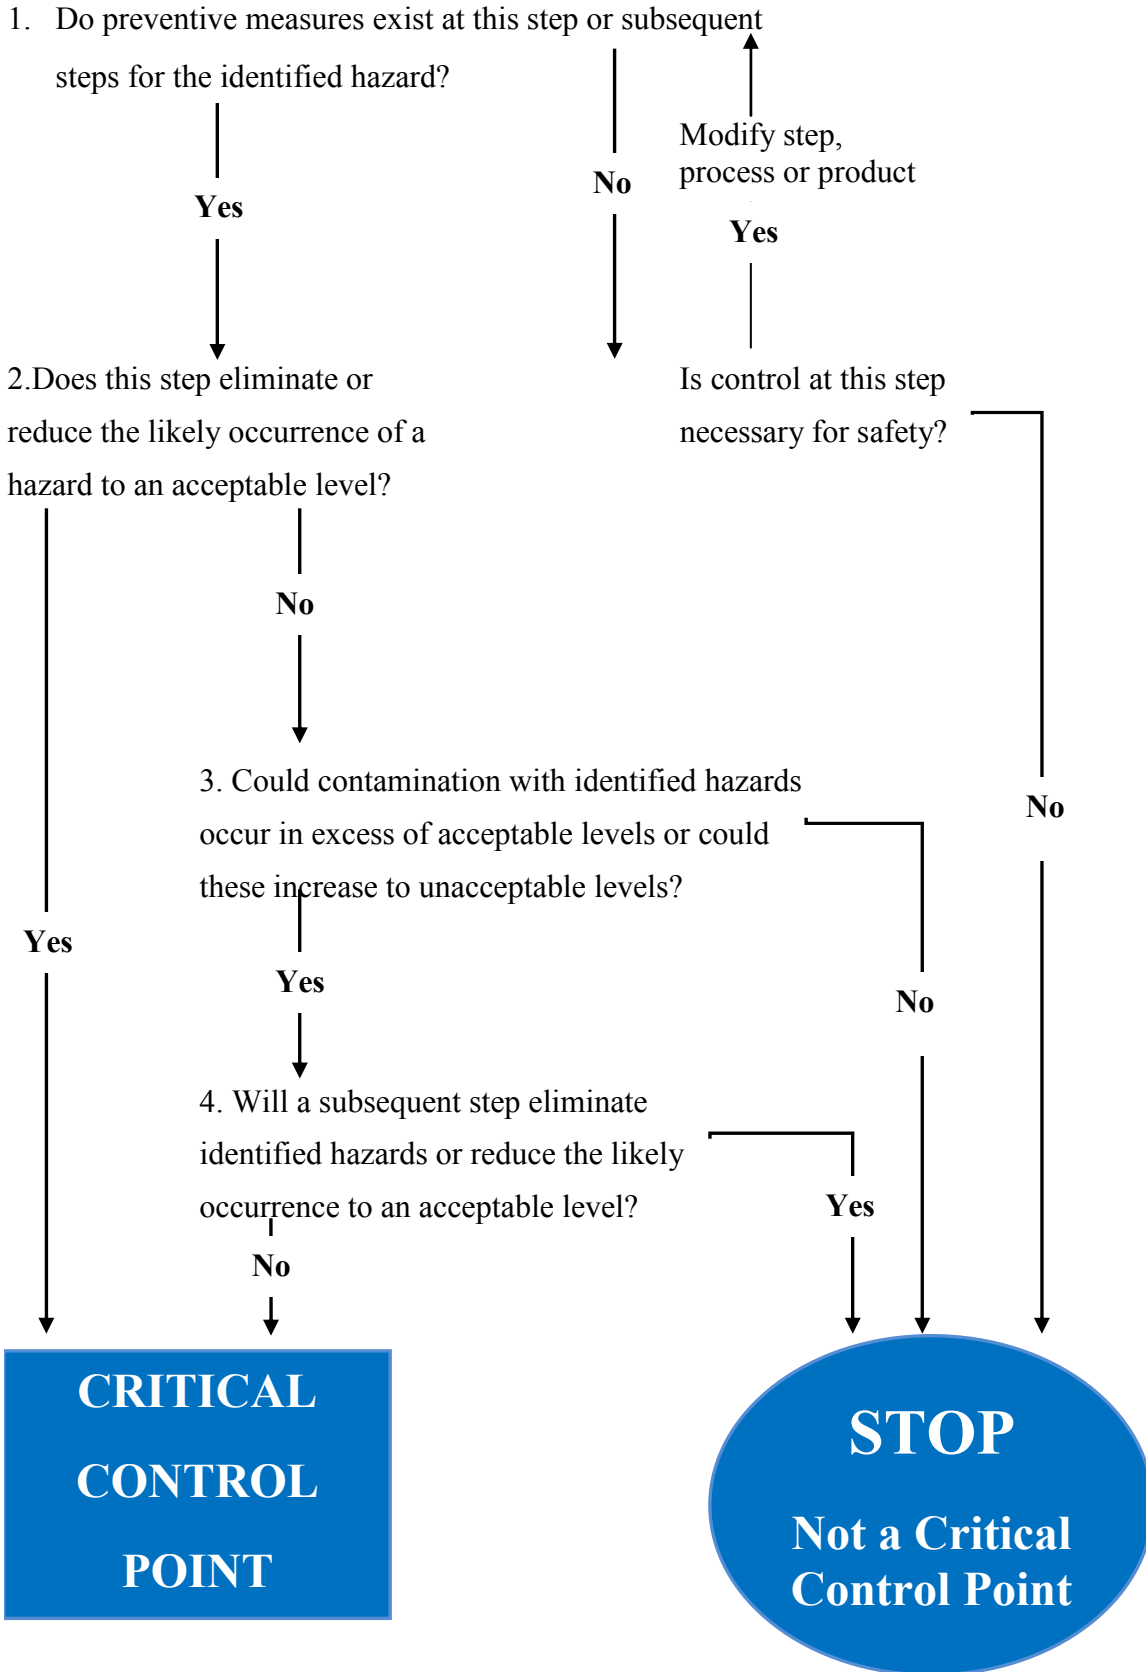 1. Do preventive measures exist at this step or subsequent
steps for the identified hazard?
Modify step,
process or product
No
Yes
Yes
2.Does this step eliminate or
reduce the likely occurrence of a
hazard to an acceptable level?
Is control at this step
necessary for safety?
No
3. Could contamination with identified hazards
occur in excess of acceptable levels or could
these increase to unacceptable levels?
No
Yes
Yes
No
4. Will a subsequent step eliminate
identified hazards or reduce the likely
occurrence to an acceptable level?
Yes
No
CRITICAL
CONTROL
POINT
STOP
Not a Critical
Control Point